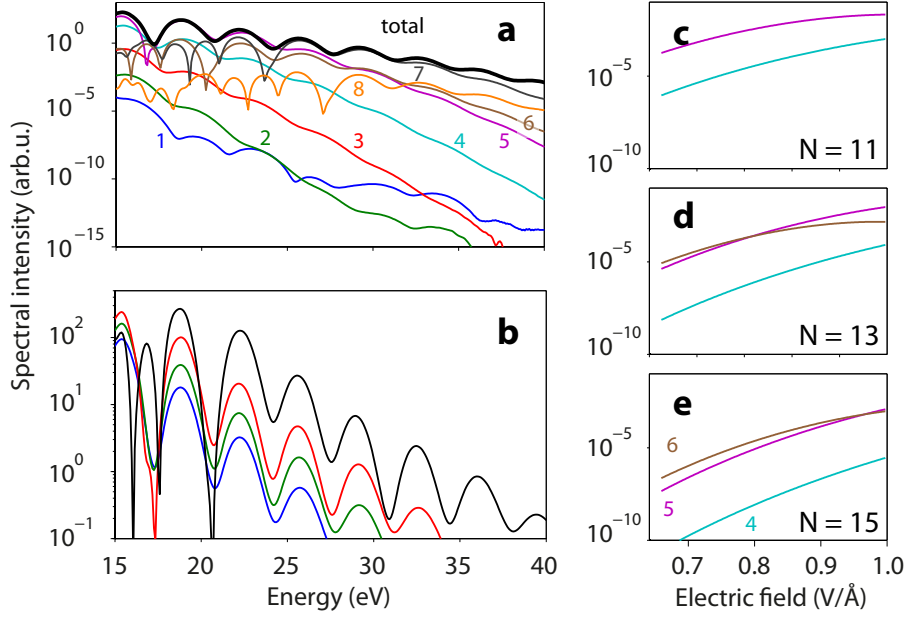 Spectral intensity (arb.u.)
10^0
10^-5
10^-10
10^-15
total
a
1
2
3
4
5
6
7
8
10^2
10^1
10^0
10^-1
b
15
20
25
30
35
40
Energy (eV)
c
10^-5
10^-10
N = 11
d
10^-5
10^-10
N = 13
e
10^-5
10^-10
6
5
4
N = 15
0.7
0.8
0.9
1.0
Electric field (V/Å)